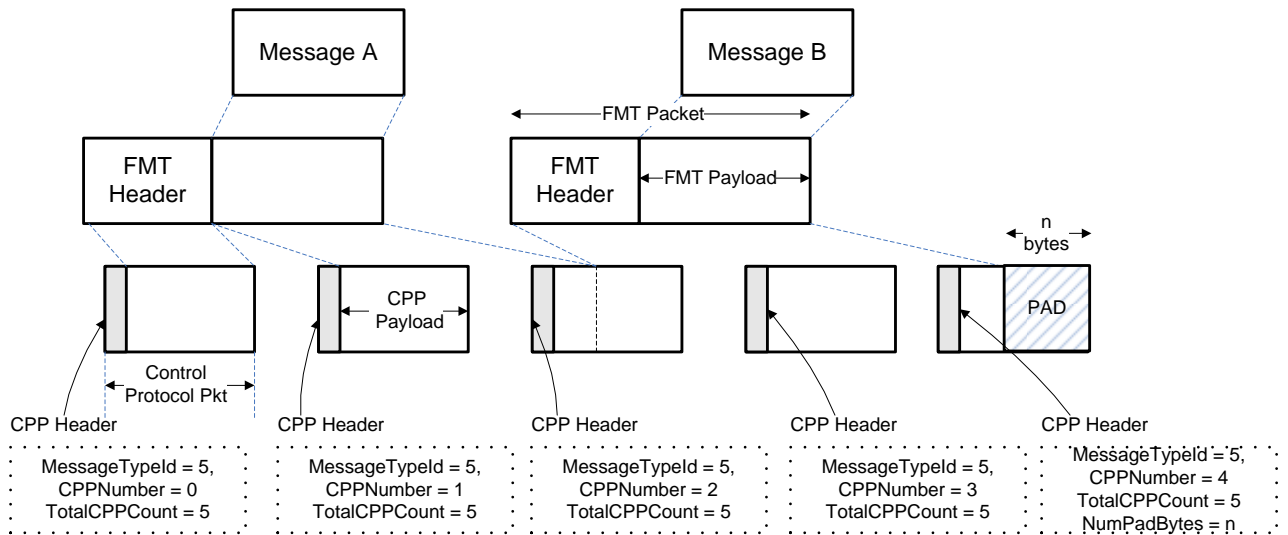 Message A
Message B
FMT Packet
FMT
Header
FMT
Header
FMT Payload
n
bytes
CPP
Payload
PAD
Control
Protocol Pkt
CPP Header
CPP Header
CPP Header
CPP Header
CPP Header
MessageTypeId = 5,
CPPNumber = 0
TotalCPPCount = 5
MessageTypeId = 5,
CPPNumber = 1
TotalCPPCount = 5
MessageTypeId = 5,
CPPNumber = 2
TotalCPPCount = 5
MessageTypeId = 5,
CPPNumber = 3
TotalCPPCount = 5
MessageTypeId = 5,
CPPNumber = 4
TotalCPPCount = 5
NumPadBytes = n